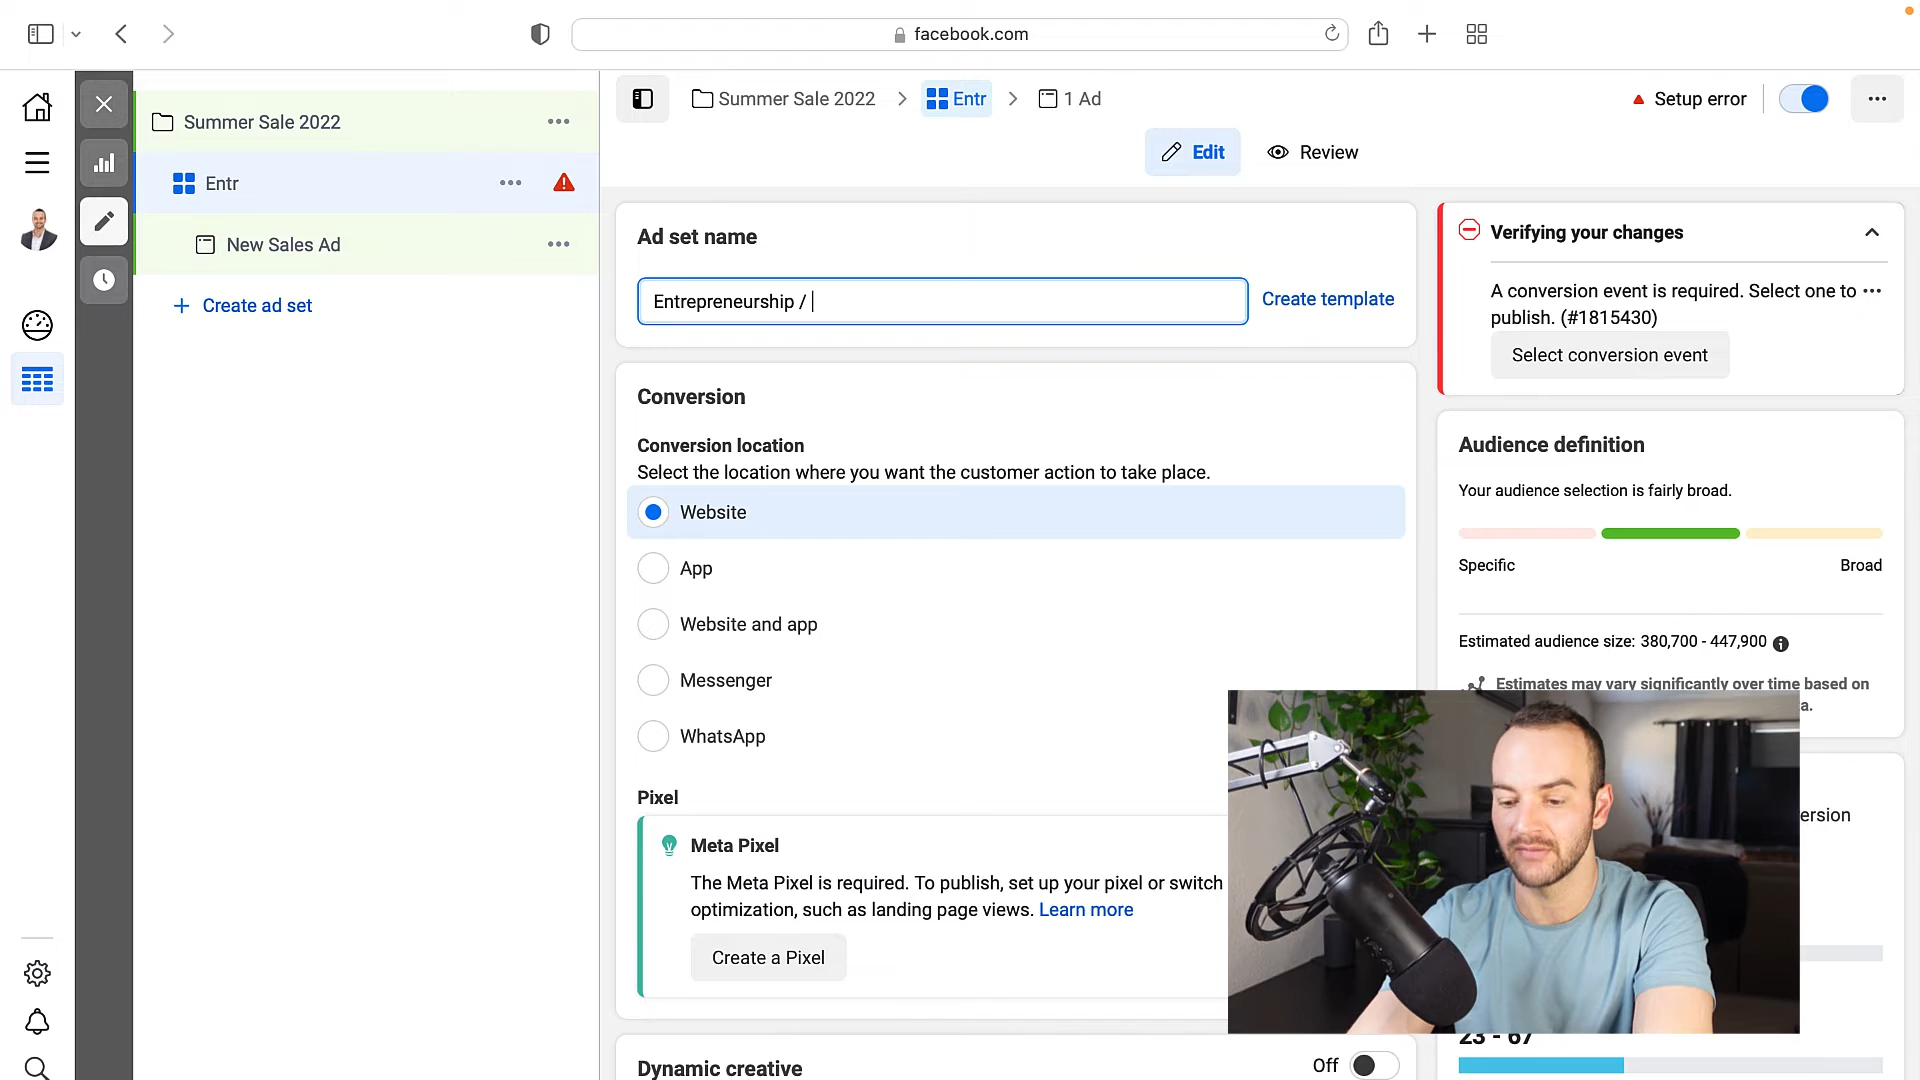 facebook.com
Summer Sale 2022
Entr
New Sales Ad
Create ad set
Summer Sale 2022
Entr
1 Ad
Setup error
Edit
Review
Ad set name
Entrepreneurship /
Create template
Conversion
Conversion location
Select the location where you want the customer action to take place.
Website
App
Website and app
Messenger
WhatsApp
Pixel
Meta Pixel
The Meta Pixel is required. To publish, set up your pixel or switch
optimization, such as landing page views. Learn more
Create a Pixel
Dynamic creative
Off
Verifying your changes
A conversion event is required. Select one to
publish. (#1815430)
Select conversion event
Audience definition
Your audience selection is fairly broad.
Specific
Broad
Estimated audience size: 380,700 - 447,900
Estimates may vary significantly over time based on
a.
ersion
23 - 67